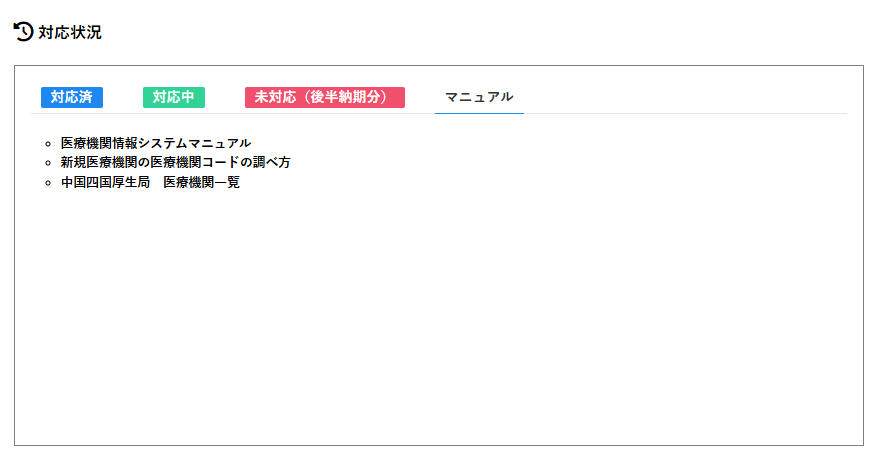 対応状況
対応済 対応中 未対応（後半納期分） マニュアル
医療機関情報システムマニュアル
新規医療機関の医療機関コードの調べ方
中国四国厚生局　医療機関一覧